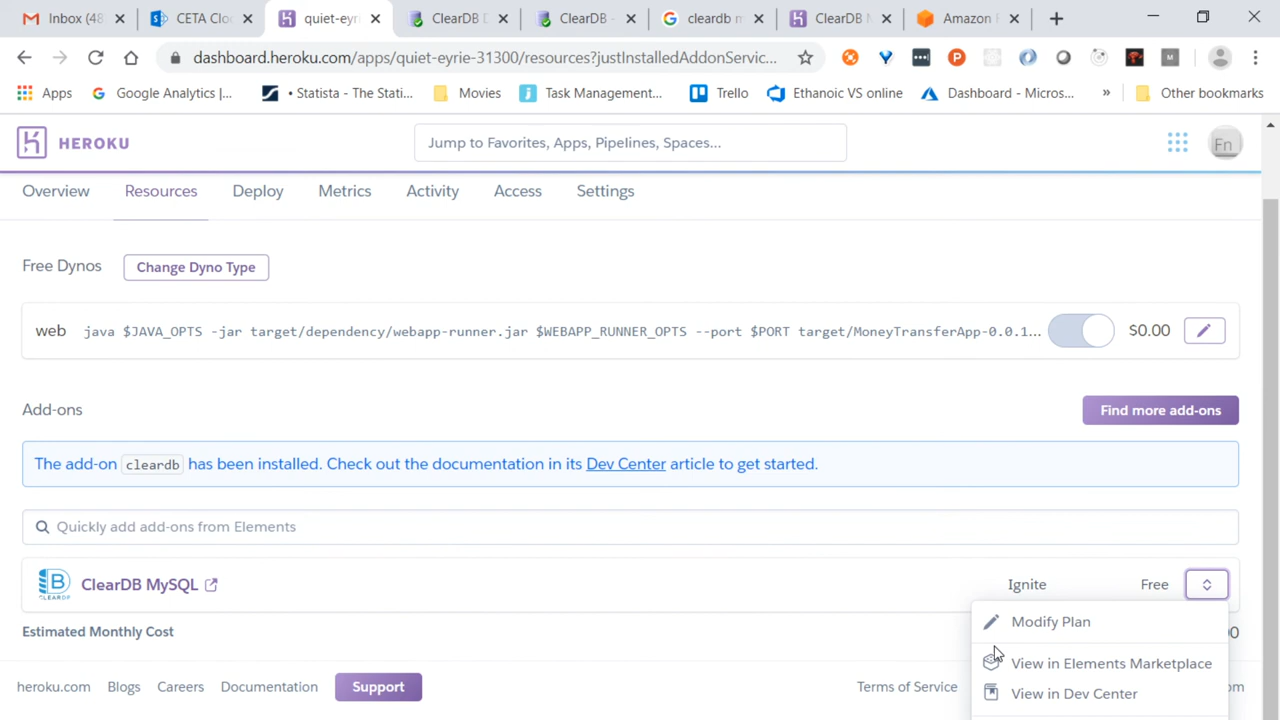 Inbox (48
CETA Cloc
quiet-eyri
ClearDB D
ClearDB -
cleardb m
ClearDB M
Amazon R
dashboard.heroku.com/apps/quiet-eyrie-31300/resources?justInstalledAddonServic...
Apps
Google Analytics |...
• Statista - The Stati...
Movies
Task Management...
Trello
Ethanoic VS online
Dashboard - Micros...
»
Other bookmarks
HEROKU
Jump to Favorites, Apps, Pipelines, Spaces...
Fn
Overview
Resources
Deploy
Metrics
Activity
Access
Settings
Free Dynos
Change Dyno Type
web java $JAVA_OPTS -jar target/dependency/webapp-runner.jar $WEBAPP_RUNNER_OPTS --port $PORT target/MoneyTransferApp-0.0.1... $0.00
Add-ons
Find more add-ons
The add-on cleardb has been installed. Check out the documentation in its Dev Center article to get started.
Quickly add add-ons from Elements
ClearDB MySQL
Ignite
Free
Estimated Monthly Cost
Modify Plan
View in Elements Marketplace
View in Dev Center
heroku.com
Blogs
Careers
Documentation
Support
Terms of Service